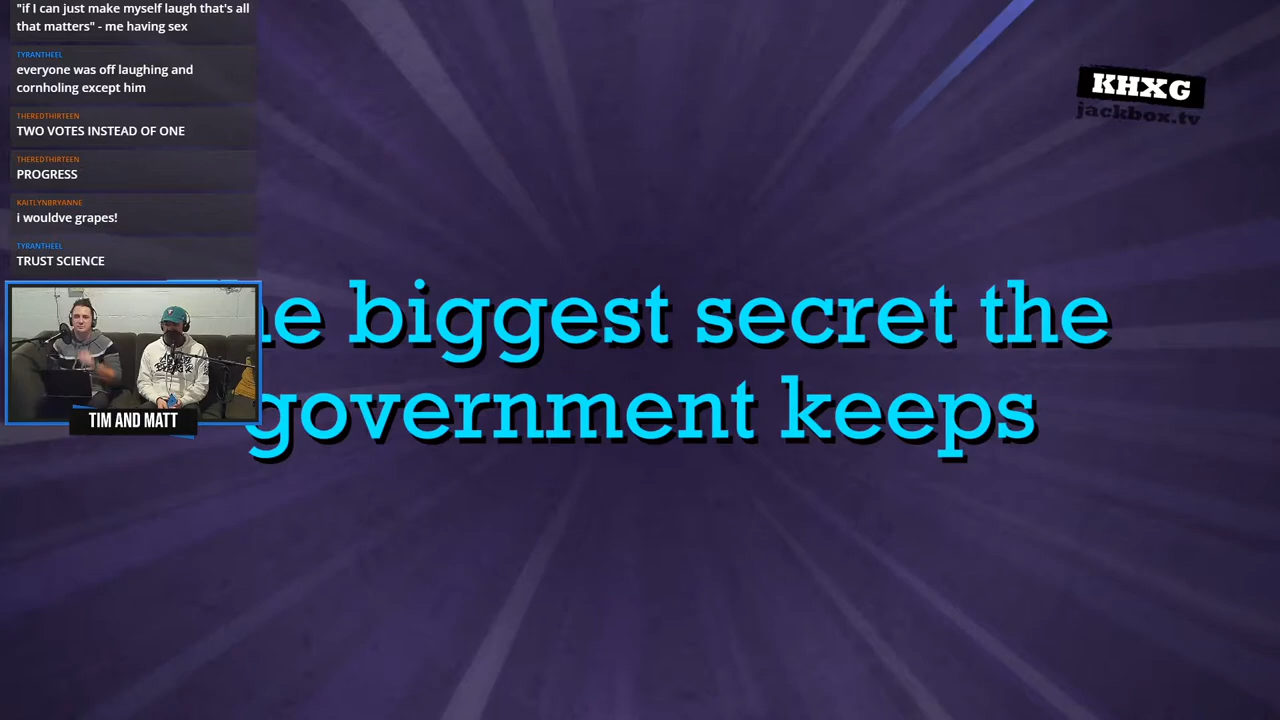 "if I can just make myself laugh that's all
that matters" - me having sex
TYRANTHEEL
everyone was off laughing and
cornholing except him
THEREDTHIRTEEN
TWO VOTES INSTEAD OF ONE
THEREDTHIRTEEN
PROGRESS
KAITLYNBRYANNE
i wouldve grapes!
TYRANTHEEL
TRUST SCIENCE
TIM AND MATT
KHXG
jackbox.tv
he biggest secret the
government keeps